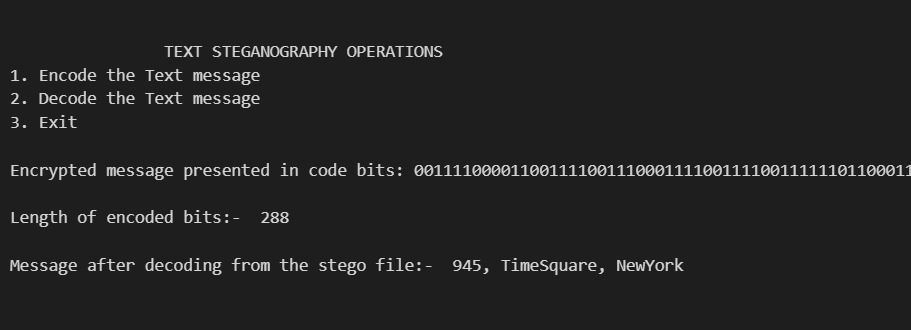 TEXT STEGANOGRAPHY OPERATIONS
1. Encode the Text message
2. Decode the Text message
3. Exit
Encrypted message presented in code bits: 0011110000110011110011100011110011110011111101100011
Length of encoded bits:- 288
Message after decoding from the stego file:- 945, TimeSquare, NewYork